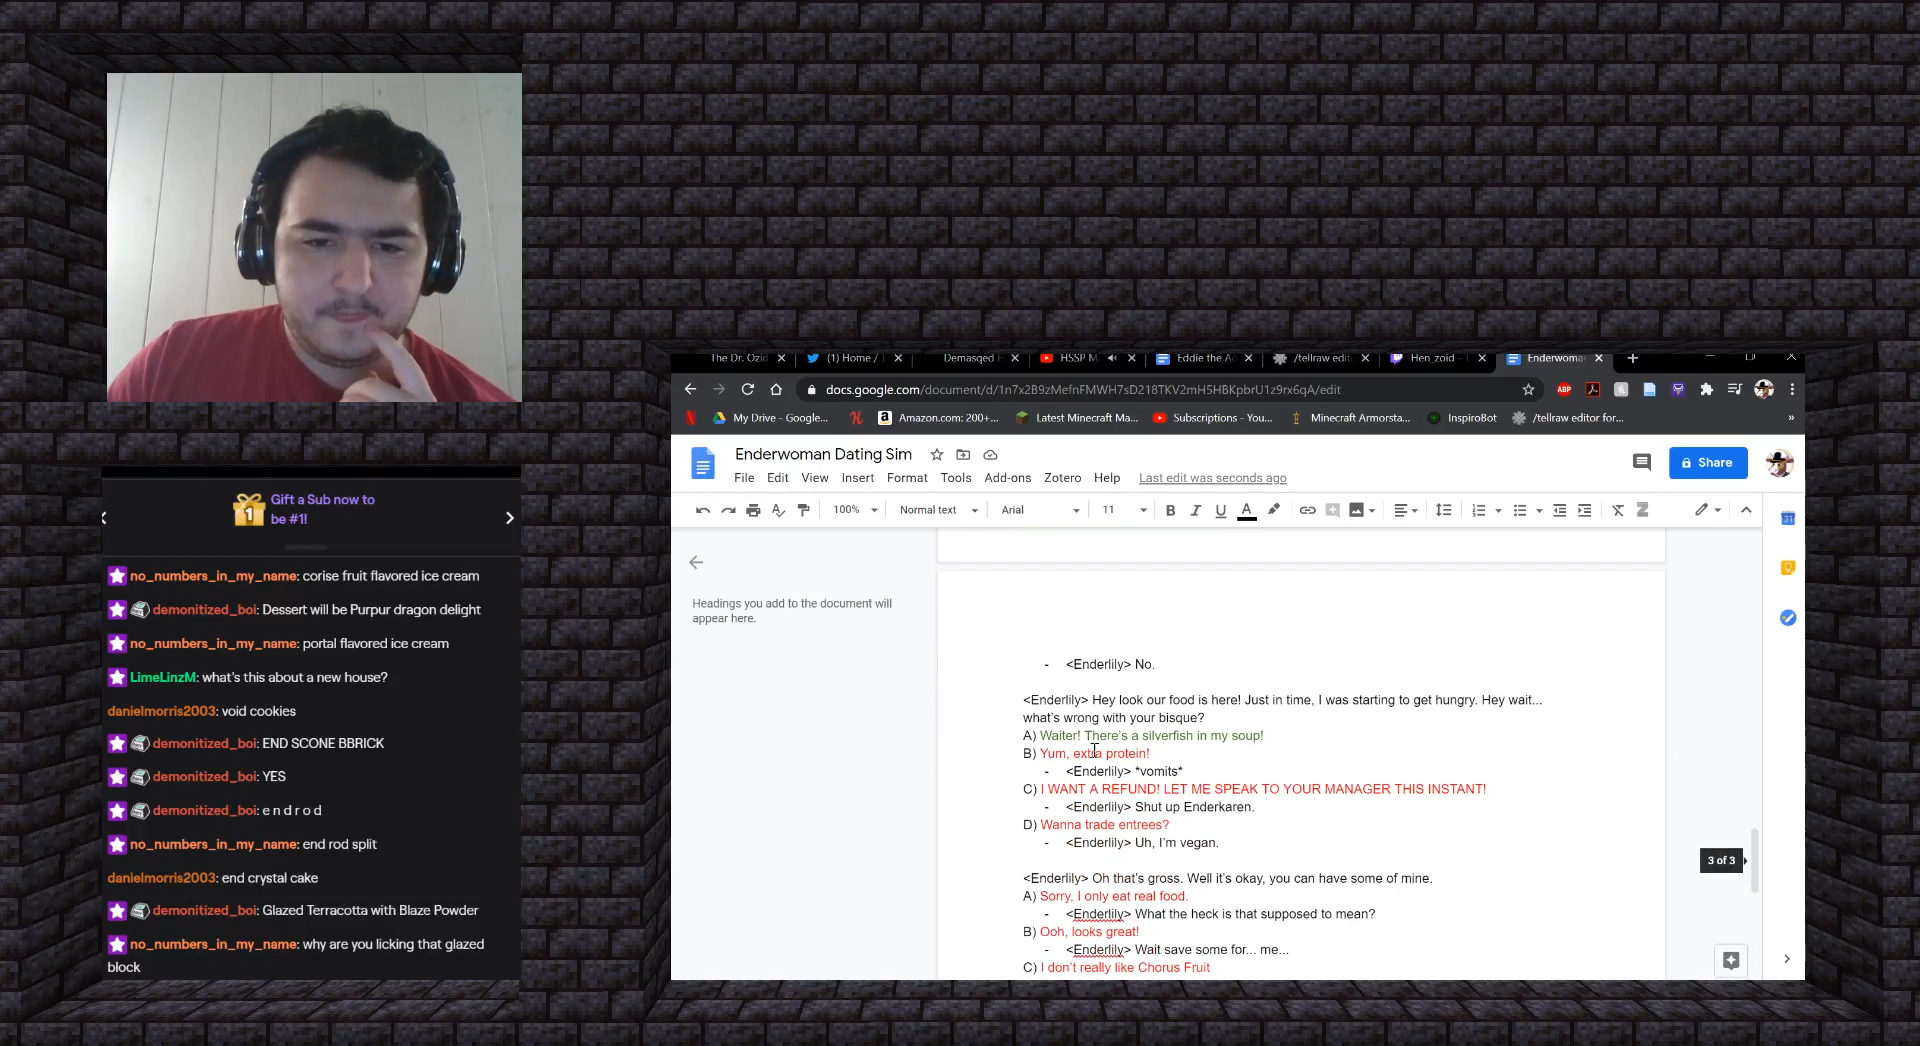 Gift a Sub now to
be #1!
1
no_numbers_in_my_name: corise fruit flavored ice cream
demonitized_boi: Dessert will be Purpur dragon delight
no_numbers_in_my_name: portal flavored ice cream
LimeLinzM: what's this about a new house?
danielmorris2003: void cookies
demonitized_boi: END SCONE BBRICK
demonitized_boi: YES
demonitized_boi: e n d r o d
no_numbers_in_my_name: end rod split
danielmorris2003: end crystal cake
demonitized_boi: Glazed Terracotta with Blaze Powder
no_numbers_in_my_name: why are you licking that glazed
block
The Dr. Ozid
(1) Home /
Demasqed
HSSP M
Eddie the Ad
/tellraw edit
Hen_zoid -
Enderwoma
docs.google.com/document/d/1n7x2B9zMefnFMWH7sD218TKV2mH5HBKpbrU1z9rx6qA/edit
ABP
My Drive - Google...
Amazon.com: 200+...
Latest Minecraft Ma...
Subscriptions - You...
Minecraft Armorsta...
InspiroBot
/tellraw editor for...
»
Enderwoman Dating Sim
Share
File Edit View Insert Format Tools Add-ons Zotero Help Last edit was seconds ago
100% Normal text Arial 11 B I U A
31
Headings you add to the document will
appear here.
- <Enderlily> No.
<Enderlily> Hey look our food is here! Just in time, I was starting to get hungry. Hey wait...
what's wrong with your bisque?
A) Waiter! There's a silverfish in my soup!
B) Yum, extra protein!
- <Enderlily> *vomits*
C) I WANT A REFUND! LET ME SPEAK TO YOUR MANAGER THIS INSTANT!
- <Enderlily> Shut up Enderkaren.
D) Wanna trade entrees?
- <Enderlily> Uh, I'm vegan.
<Enderlily> Oh that's gross. Well it's okay, you can have some of mine.
A) Sorry, I only eat real food.
- <Enderlily> What the heck is that supposed to mean?
B) Ooh, looks great!
- <Enderlily> Wait save some for... me...
C) I don't really like Chorus Fruit
3 of 3